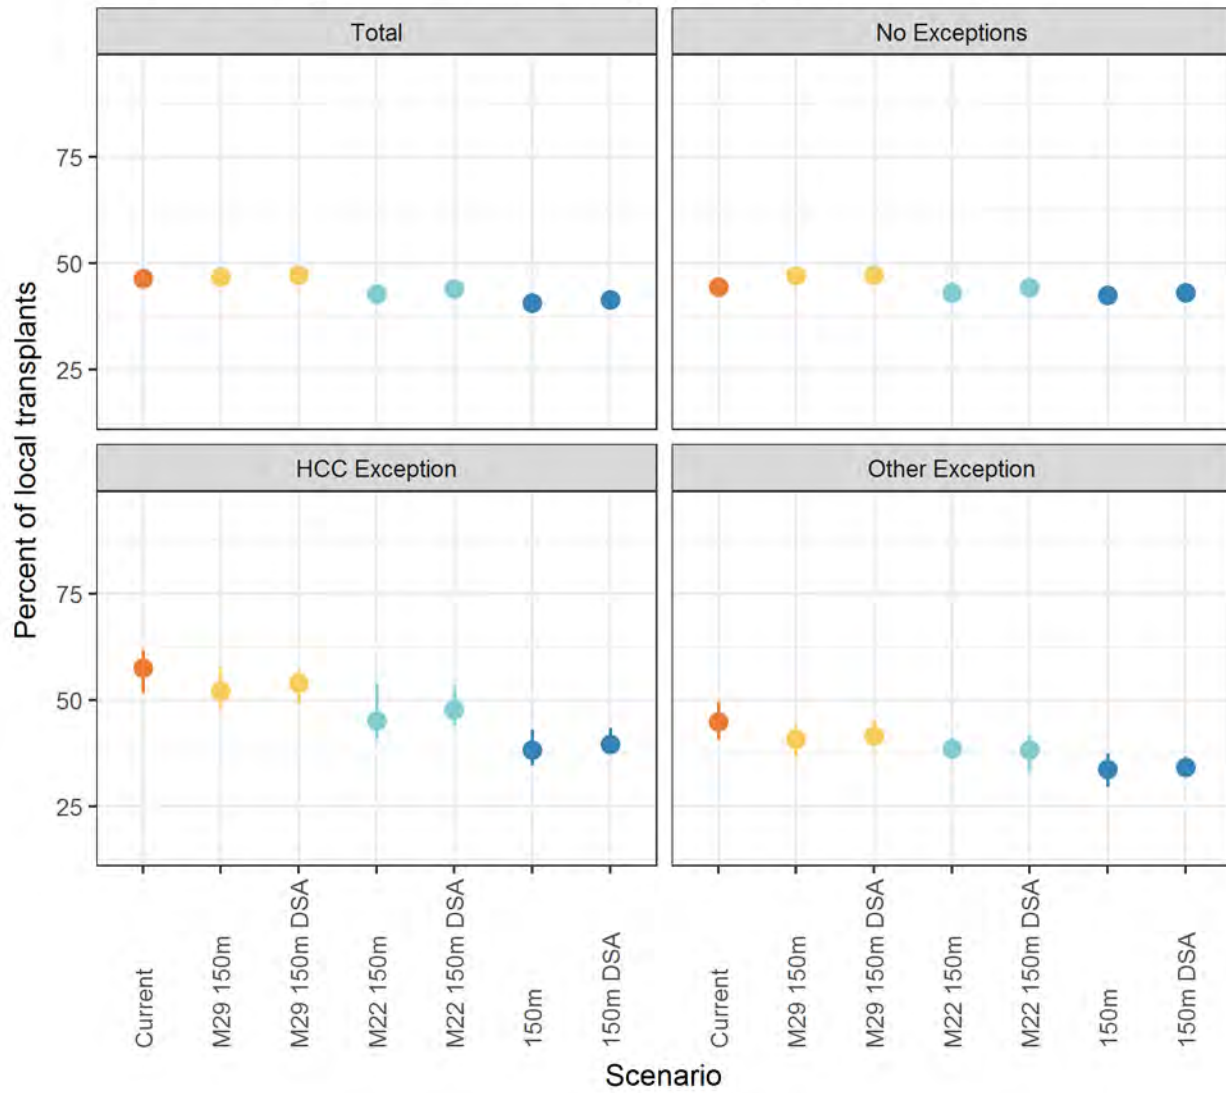 Total
No Exceptions
75
50
25
HCC Exception
Other Exception
75
50
25
Percent of local transplants
Current
M29 150m
M29 150m DSA
M22 150m
M22 150m DSA
150m
150m DSA
Current
M29 150m
M29 150m DSA
M22 150m
M22 150m DSA
150m
150m DSA
Scenario